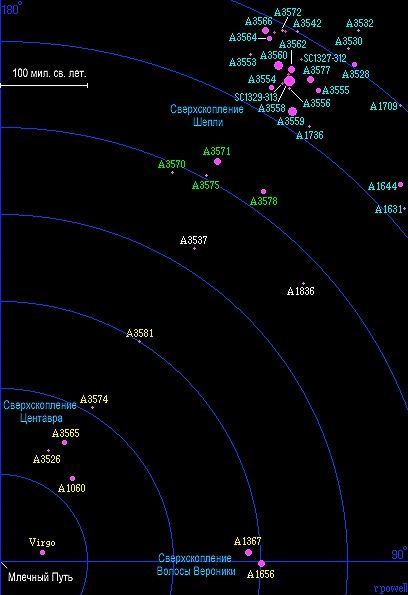 180°
A3572
A3566
A3542
A3532
A3564
A3562
A3530
A3560
SC1327-312
A3553
A3577
A3528
A3554
SC1329-313
A3555
A3556
100 мил. св. лет.
Сверхскопление
Шепли
A3558
A3559
A1709
A1736
A3571
A3570
A3575
A1644
A3578
A1631
A3537
A1836
A3581
A3574
Сверхскопление
Центавра
A3565
A3526
A1060
Virgo
A1367
90°
Сверхскопление
Волосы Вероники
A1656
Млечный Путь
rpowell